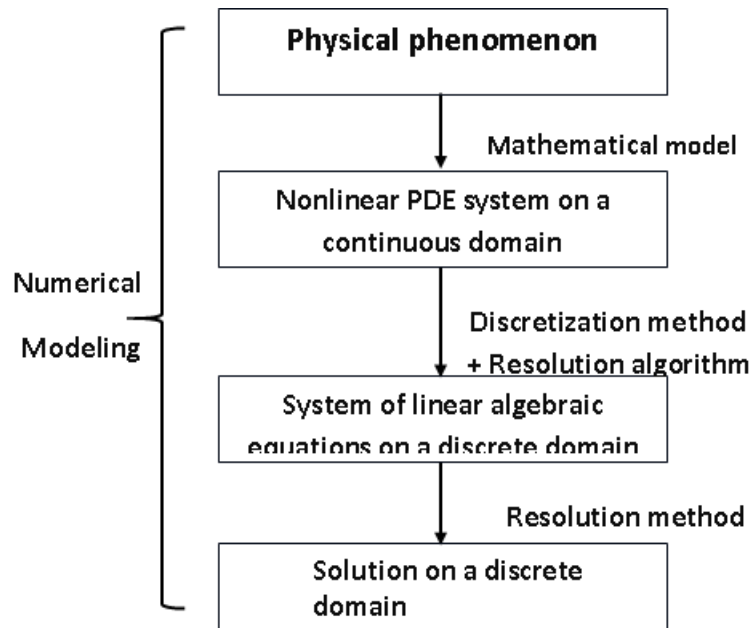 Physical phenomenon
Mathematical model
Nonlinear PDE system on a
continuous domain
Numerical
Modeling
Discretization method
+ Resolution algorithm
System of linear algebraic
equations on a discrete domain
Resolution method
Solution on a discrete
domain